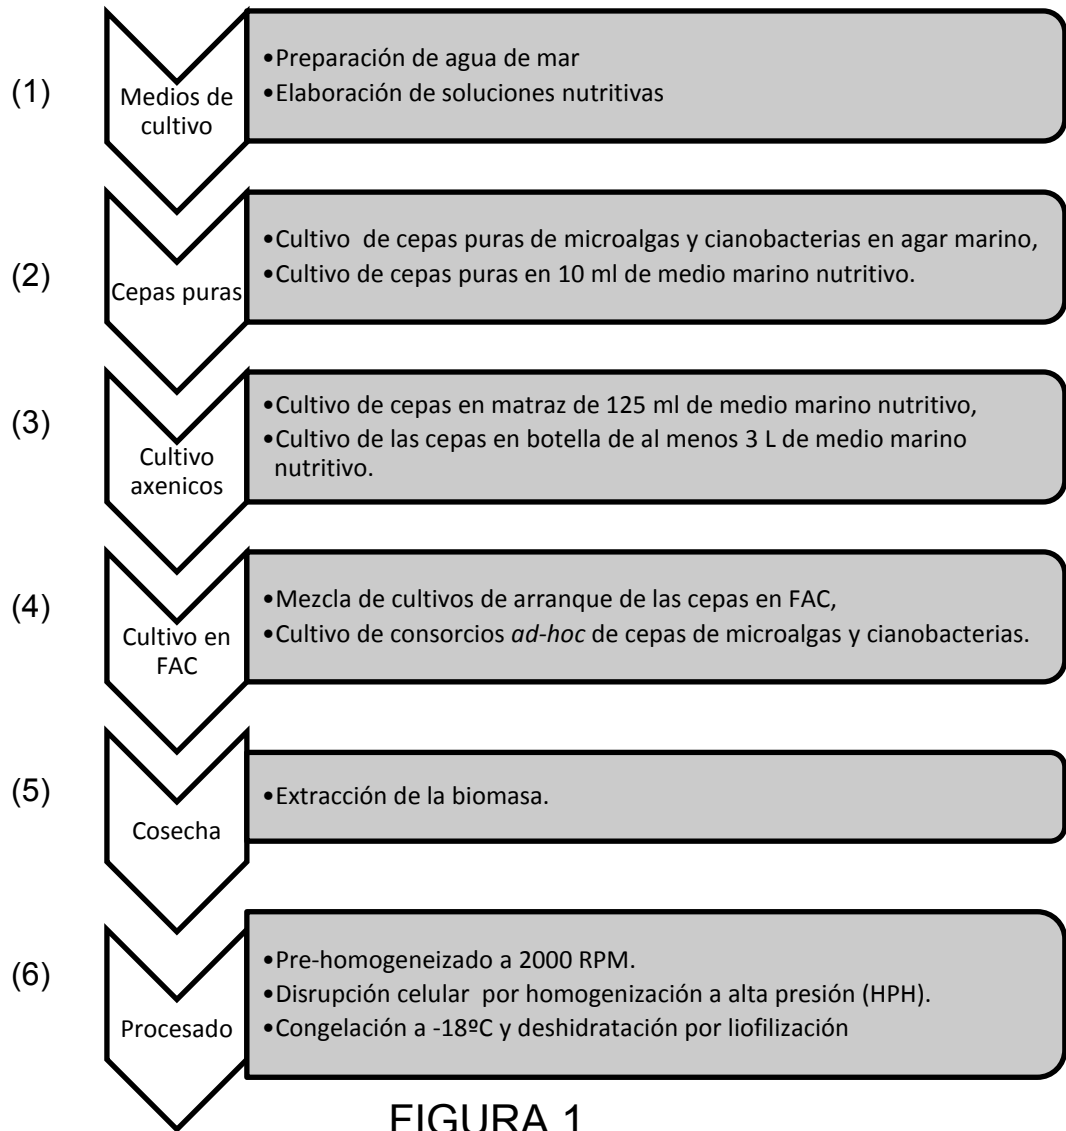 (1)
Medios de
cultivo
•Preparación de agua de mar
•Elaboración de soluciones nutritivas
(2)
Cepas puras
•Cultivo de cepas puras de microalgas y cianobacterias en agar marino,
•Cultivo de cepas puras en 10 ml de medio marino nutritivo.
(3)
Cultivo
axenicos
•Cultivo de cepas en matraz de 125 ml de medio marino nutritivo,
•Cultivo de las cepas en botella de al menos 3 L de medio marino
nutritivo.
(4)
Cultivo en
FAC
•Mezcla de cultivos de arranque de las cepas en FAC,
•Cultivo de consorcios ad-hoc de cepas de microalgas y cianobacterias.
(5)
Cosecha
•Extracción de la biomasa.
(6)
Procesado
•Pre-homogeneizado a 2000 RPM.
•Disrupción celular por homogenización a alta presión (HPH).
•Congelación a -18ºC y deshidratación por liofilización
FIGURA 1